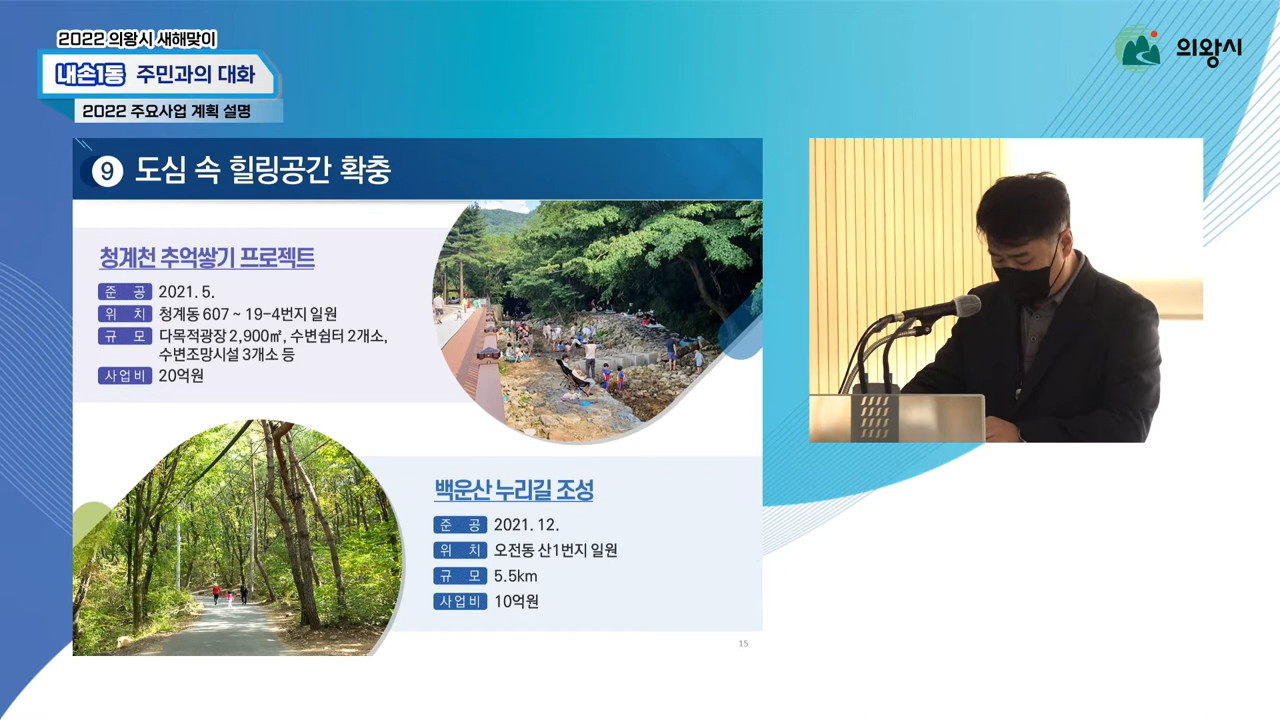 2022 의왕시 새해맞이
내손1동 주민과의 대화
2022 주요사업 계획 설명
의왕시
9 도심 속 힐링공간 확충
청계천 추억쌓기 프로젝트
준 공 2021. 5.
위 치 청계동 607 ~ 19-4번지 일원
규 모 다목적광장 2,900㎡, 수변쉼터 2개소,
수변조망시설 3개소 등
사업비 20억원
백운산 누리길 조성
준 공 2021. 12.
위 치 오전동 산1번지 일원
규 모 5.5km
사업비 10억원
15